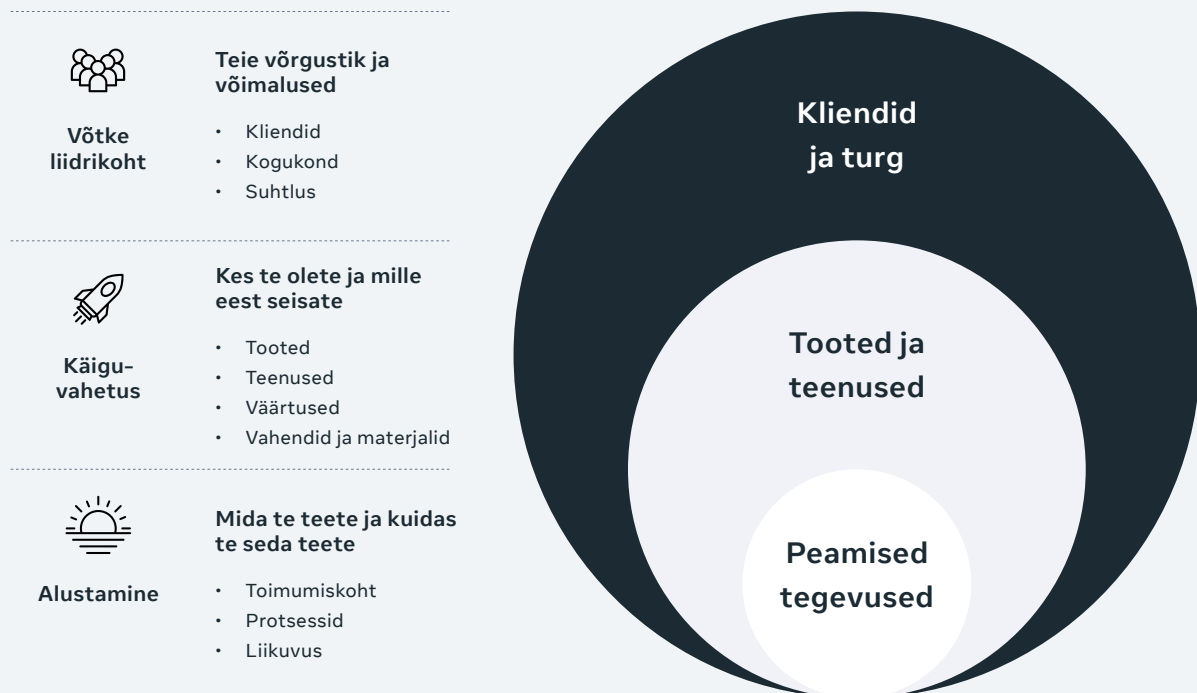 Võtke
liidrikoht
Teie võrgustik ja
võimalused
• Kliendid
• Kogukond
• Suhtlus
Käigu-
vahetus
Kes te olete ja mille
eest seisate
• Tooted
• Teenused
• Väärtused
• Vahendid ja materjalid
Alustamine
Mida te teete ja kuidas
te seda teete
• Toimumiskoht
• Protsessid
• Liikuvus
Kliendid
ja turg
Tooted ja
teenused
Peamised
tegevused